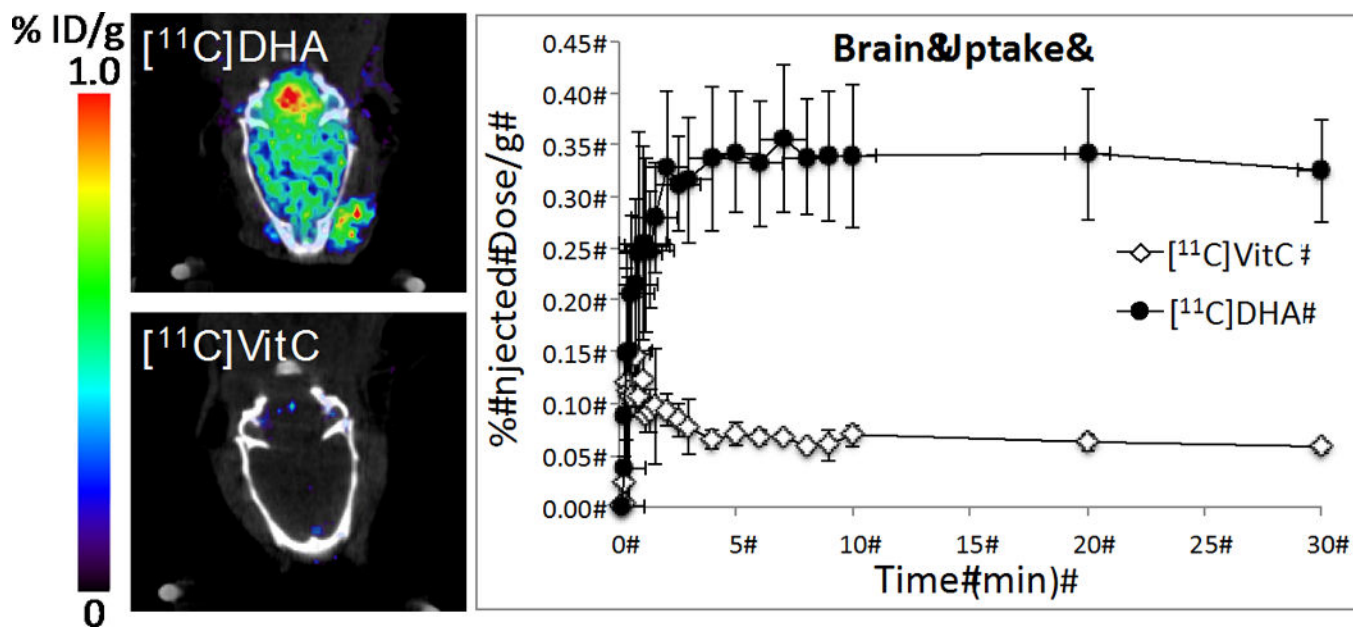 % ID/g
1.0
0
[¹¹C]DHA
[¹¹C]VitC
Brain&Uptake&
%#Injected#Dose/g#
0.45#
0.40#
0.35#
0.30#
0.25#
0.20#
0.15#
0.10#
0.05#
0.00#
[¹¹C]VitC #
[¹¹C]DHA#
0# 5# 10# 15# 20# 25# 30#
Time#(min)#